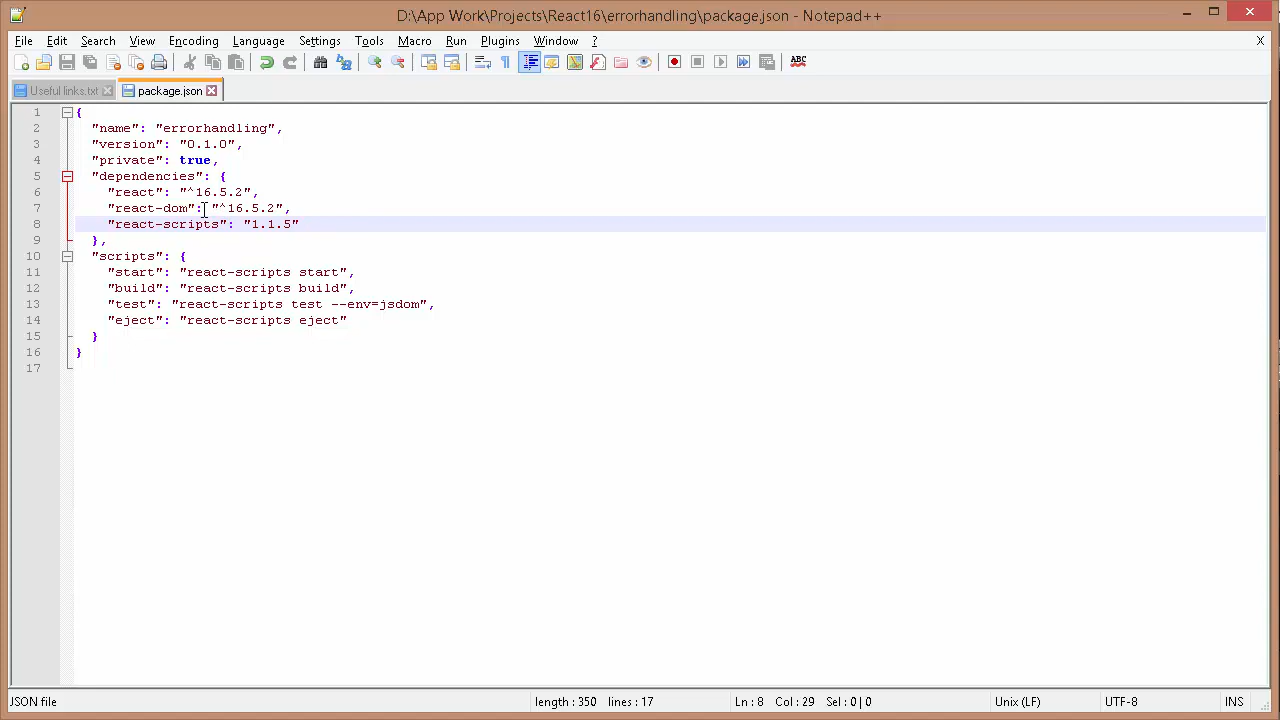 D:\App Work\Projects\React16\errorhandling\package.json - Notepad++
File Edit Search View Encoding Language Settings Tools Macro Run Plugins Window ? X
ABC
Useful links.txt package.json
1 {
2 "name": "errorhandling",
3 "version": "0.1.0",
4 "private": true,
5 "dependencies": {
6 "react": "^16.5.2",
7 "react-dom": "^16.5.2",
8 "react-scripts": "1.1.5"
9 },
10 "scripts": {
11 "start": "react-scripts start",
12 "build": "react-scripts build",
13 "test": "react-scripts test --env=jsdom",
14 "eject": "react-scripts eject"
15 }
16 }
17
JSON file length : 350 lines : 17 Ln : 8 Col : 29 Sel : 0 | 0 Unix (LF) UTF-8 INS